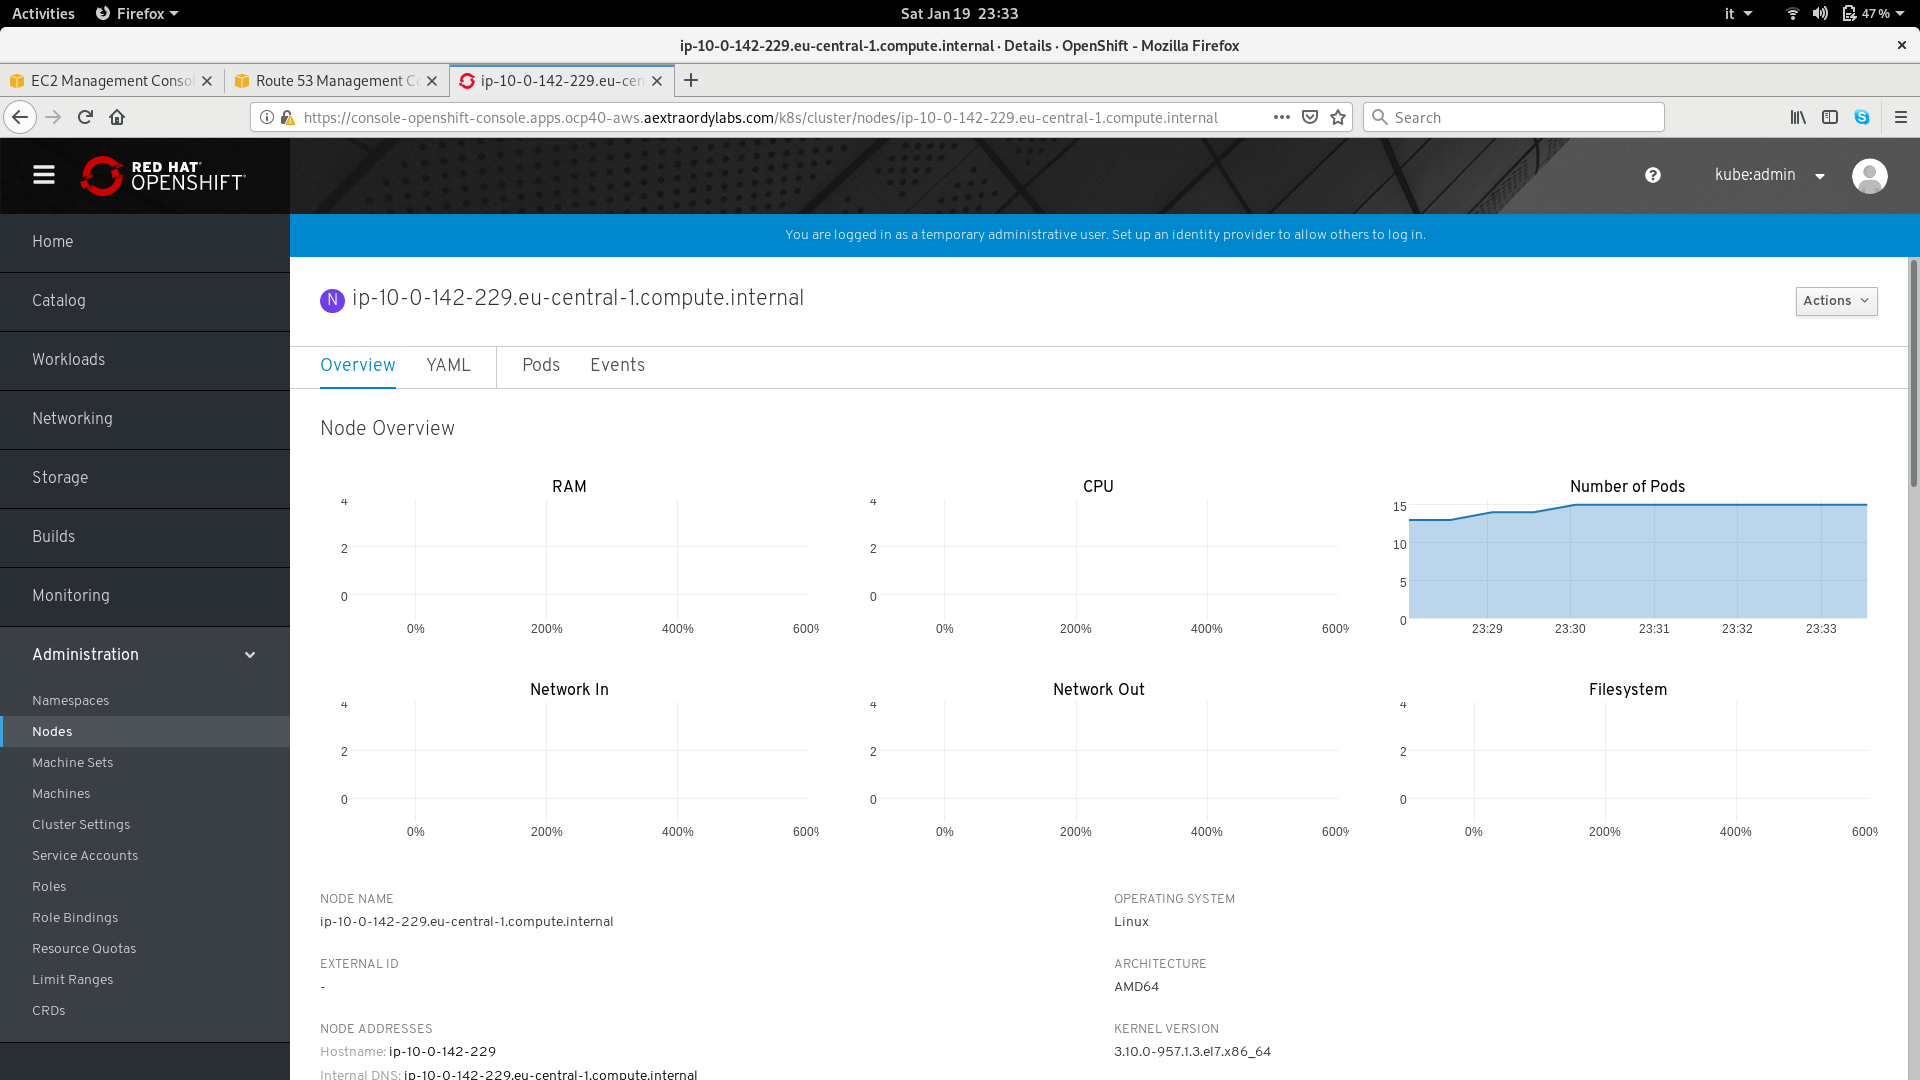 Activities Firefox Sat Jan 19 23:33 it 47%
ip-10-0-142-229.eu-central-1.compute.internal · Details · OpenShift - Mozilla Firefox
EC2 Management Conso Route 53 Management C ip-10-0-142-229.eu-cen
https://console-openshift-console.apps.ocp40-aws.aextraordylabs.com/k8s/cluster/nodes/ip-10-0-142-229.eu-central-1.compute.internal Search
RED HAT
OPENSHIFT
kube:admin
You are logged in as a temporary administrative user. Set up an identity provider to allow others to log in.
Home
Catalog
Workloads
Networking
Storage
Builds
Monitoring
Administration
Namespaces
Nodes
Machine Sets
Machines
Cluster Settings
Service Accounts
Roles
Role Bindings
Resource Quotas
Limit Ranges
CRDs
N ip-10-0-142-229.eu-central-1.compute.internal
Actions
Overview YAML Pods Events
Node Overview
RAM
4
2
0
0% 200% 400% 600%
CPU
4
2
0
0% 200% 400% 600%
Number of Pods
15
10
5
0
23:29 23:30 23:31 23:32 23:33
Network In
4
2
0
0% 200% 400% 600%
Network Out
4
2
0
0% 200% 400% 600%
Filesystem
4
2
0
0% 200% 400% 600%
NODE NAME
ip-10-0-142-229.eu-central-1.compute.internal
EXTERNAL ID
-
NODE ADDRESSES
Hostname: ip-10-0-142-229
Internal DNS: ip-10-0-142-229.eu-central-1.compute.internal
OPERATING SYSTEM
Linux
ARCHITECTURE
AMD64
KERNEL VERSION
3.10.0-957.1.3.el7.x86_64